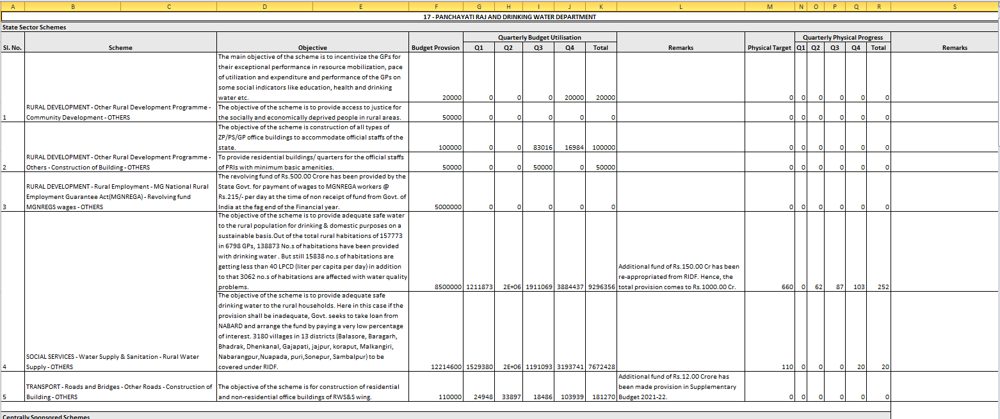 A B C D E F G H I J K L M N O P Q R S
17 - PANCHAYATI RAJ AND DRINKING WATER DEPARTMENT
State Sector Schemes
Quarterly Budget Utilisation Quarterly Physical Progress
Sl. No. Scheme Objective Budget Provsion Q1 Q2 Q3 Q4 Total Remarks Physical Target Q1 Q2 Q3 Q4 Total Remarks
The main objective of the scheme is to incentivize the GPs for
their exceptional performance in resource mobilization, pace
of utilization and expenditure and performance of the GPs on
some social indicators like education, health and drinking
water etc. 20000 0 0 0 20000 20000 0 0 0 0 0 0
RURAL DEVELOPMENT - Other Rural Development Programme - The objective of the scheme is to provide access to justice for
1 Community Development - OTHERS the socially and economically deprived people in rural areas. 50000 0 0 0 0 0 0 0 0 0 0 0
The objective of the scheme is construction of all types of
ZP/PS/GP office buildings to accommodate official staffs of the
state. 100000 0 0 83016 16984 100000 0 0 0 0 0 0
RURAL DEVELOPMENT - Other Rural Development Programme - To provide residential buildings/ quarters for the official staffs
2 Others - Construction of Building - OTHERS of PRIs with minimum basic amenities. 50000 0 0 50000 0 50000 0 0 0 0 0 0
The revolving fund of Rs.500.00 Crore has been provided by the
RURAL DEVELOPMENT - Rural Employment - MG National Rural State Govt. for payment of wages to MGNREGA workers @
Employment Guarantee Act(MGNREGA) - Revolving fund Rs.215/- per day at the time of non receipt of fund from Govt. of
3 MGNREGS wages - OTHERS India at the fag end of the Financial year. 5000000 0 0 0 0 0 0 0 0 0 0 0
The objective of the scheme is to provide adequate safe water
to the rural population for drinking & domestic purposes on a
sustainable basis.Out of the total rural habitations of 157773
in 6798 GPs, 138873 No.s of habitations have been provided
with drinking water . But still 15838 no.s of habitations are
getting less than 40 LPCD (liter per capita per day) in addition Additional fund of Rs.150.00 Cr has been
to that 3062 no.s of habitations are affected with water quality re-appropriated from RIDF. Hence, the
problems. 8500000 1211873 2E+06 1911069 3884437 9296356 total provision comes to Rs.1000.00 Cr. 660 0 62 87 103 252
The objective of the scheme is to provide adequate safe
drinking water to the rural households. Here in this case if the
provision shall be inadequate, Govt. seeks to take loan from
NABARD and arrange the fund by paying a very low percentage
of interest. 3180 villages in 13 districts (Balasore, Baragarh,
Bhadrak, Dhenkanal, Gajapati, jajpur, koraput, Malkangiri,
SOCIAL SERVICES - Water Supply & Sanitation - Rural Water Nabarangpur,Nuapada, puri,Sonepur, Sambalpur) to be
4 Supply - OTHERS covered under RIDF. 12214600 1529380 2E+06 1191093 3193741 7672428 110 0 0 0 20 20
Additional fund of Rs.12.00 Crore has
TRANSPORT - Roads and Bridges - Other Roads - Construction of The objective of the scheme is for construction of residential been made provision in Supplementary
5 Building - OTHERS and non-residential office buildings of RWS&S wing. 110000 24948 33897 18486 103939 181270 Budget 2021-22. 0 0 0 0 0 0
Centrally Sponsored Schemes